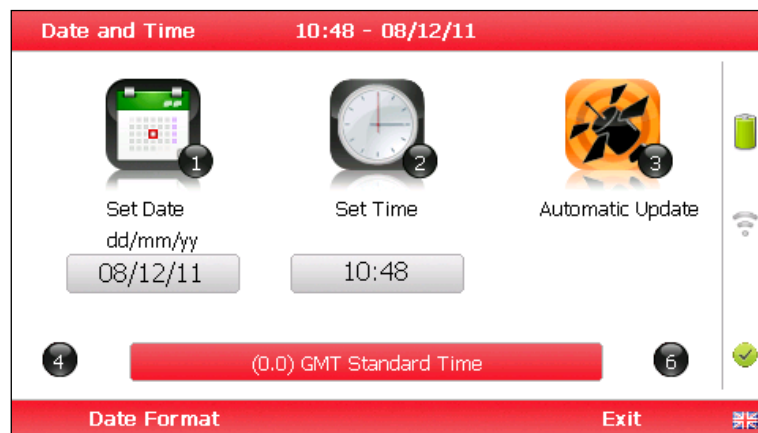 Date and Time 10:48 - 08/12/11
1 2 3
Set Date Set Time Automatic Update
dd/mm/yy
08/12/11 10:48
4 (0.0) GMT Standard Time 6
Date Format Exit